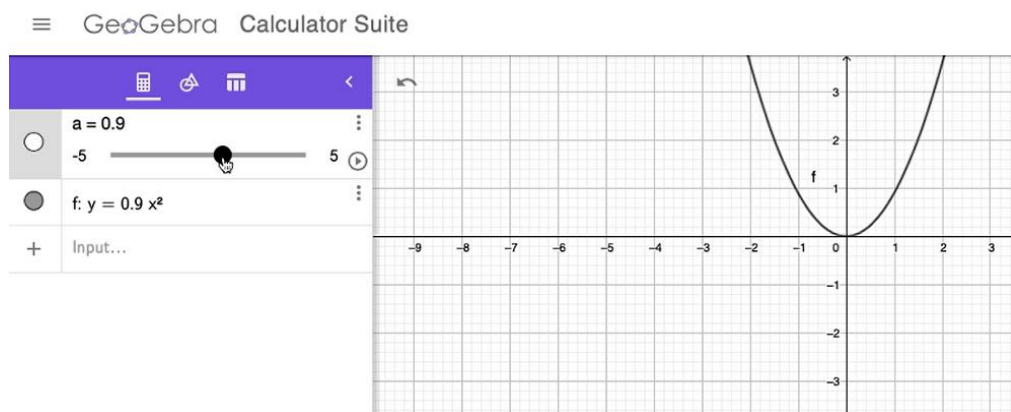 GeoGebra Calculator Suite
a = 0.9
-5 5
f: y = 0.9 x²
+ Input...
3
2
f
1
-9 -8 -7 -6 -5 -4 -3 -2 -1 0 1 2 3
-1
-2
-3